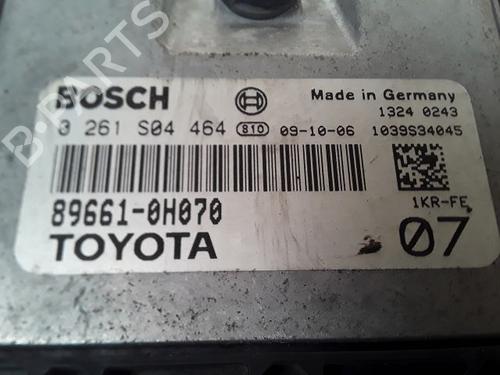 BOSCH
Made in Germany
1324 0243
0 261 S04 464 810 09-10-06 1039S34045
89661-0H070
1KR-FE
TOYOTA
07
B-PARTS